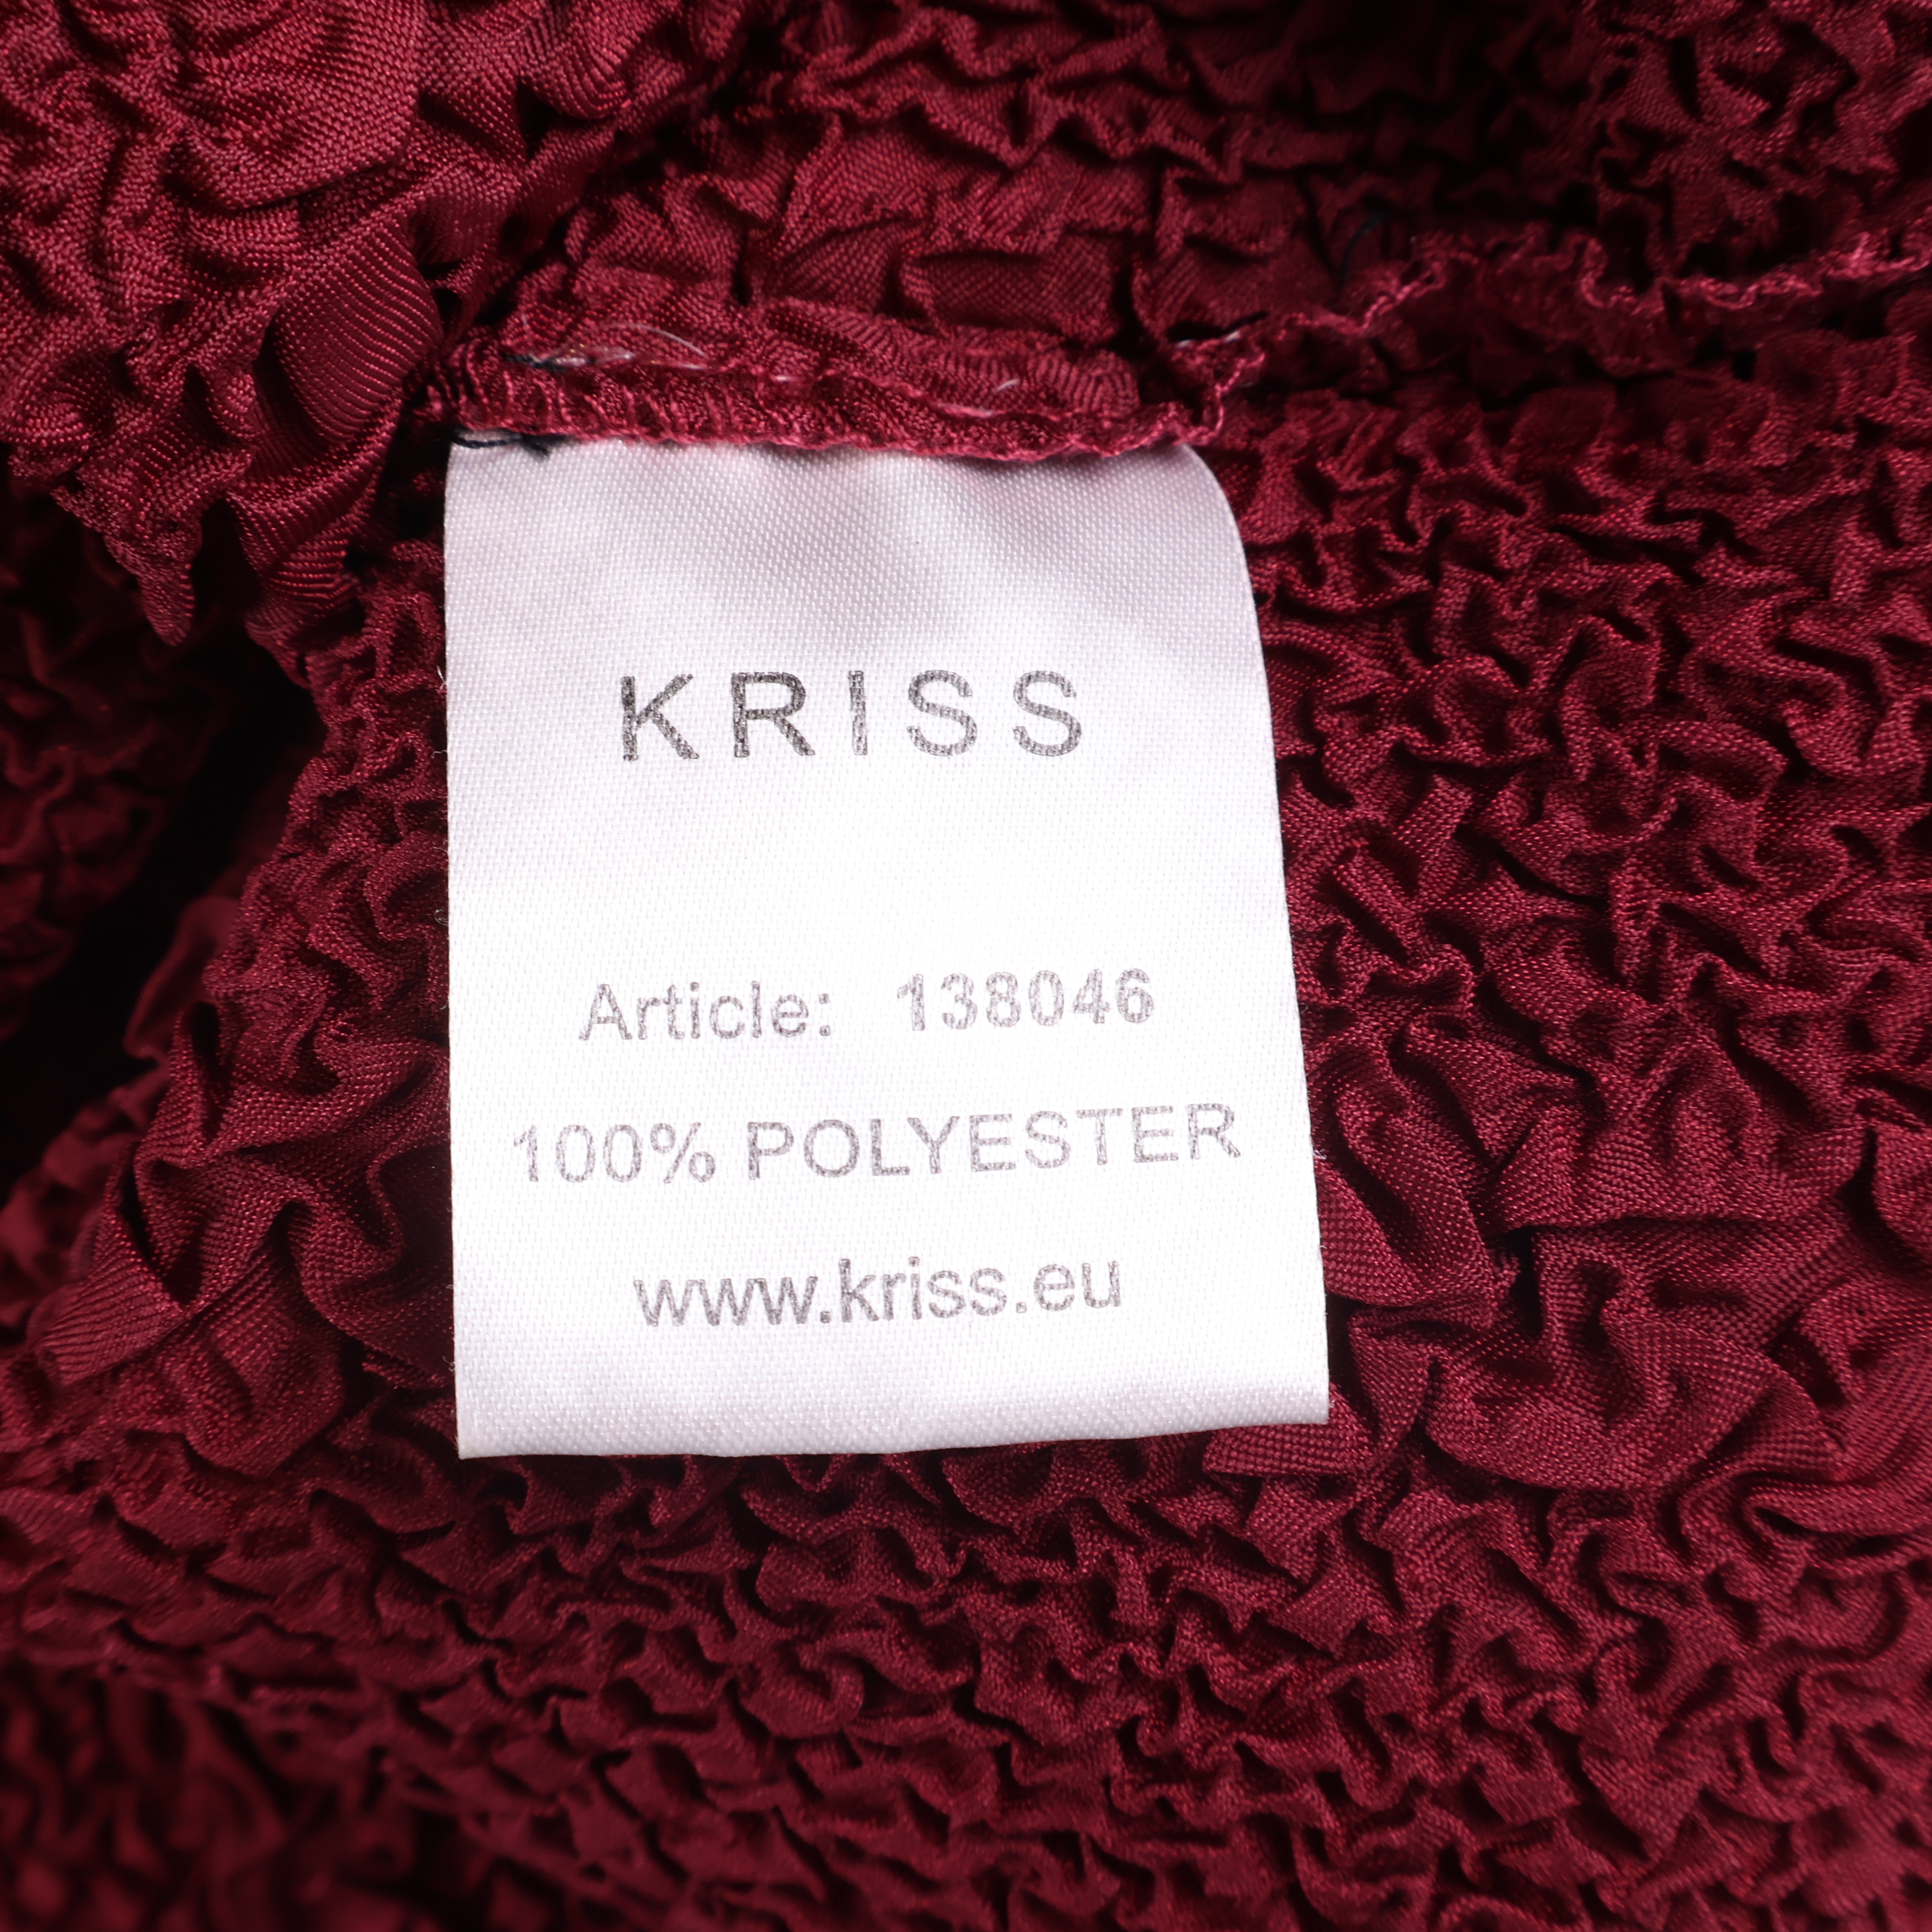 KRISS
Article: 138046
100% POLYESTER
www.kriss.eu